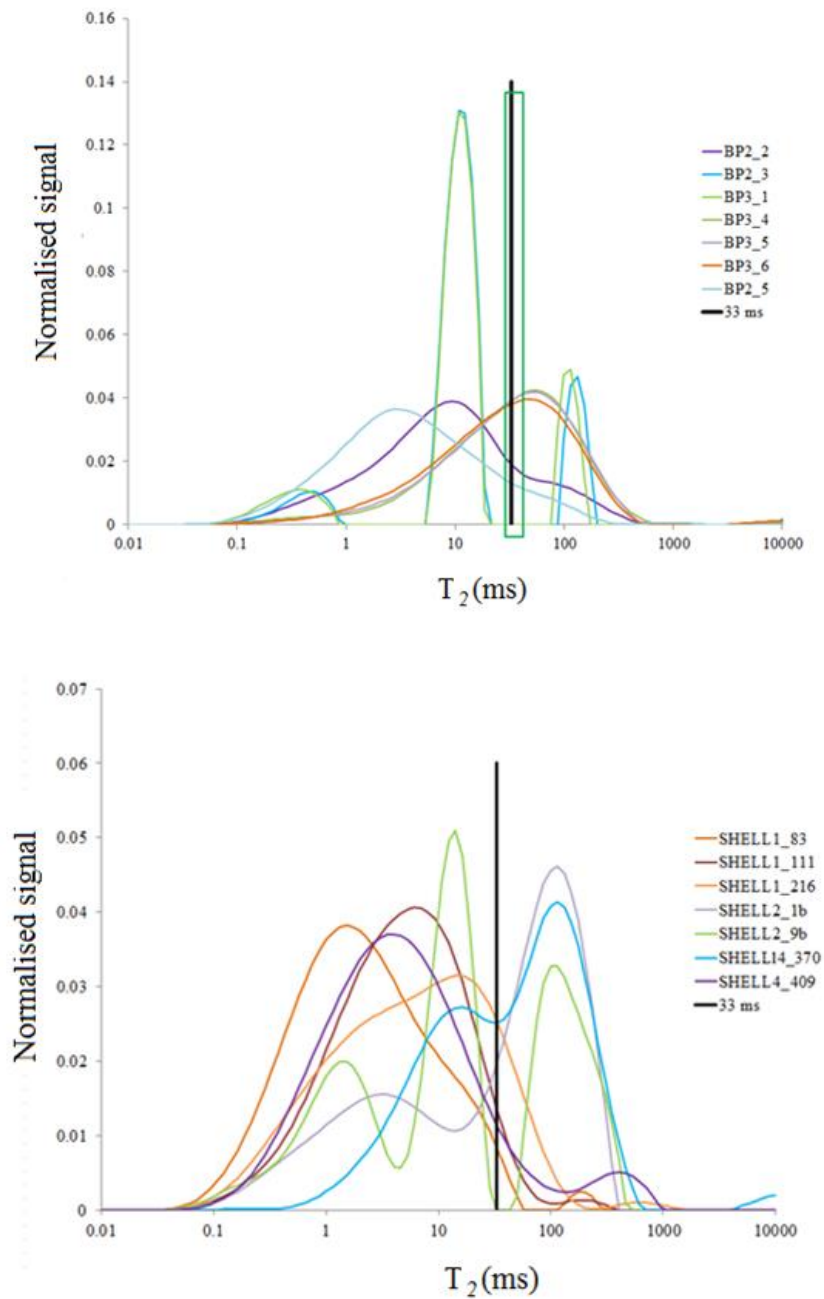 0.16
0.14
0.12
0.1
0.08
0.06
0.04
0.02
0
Normalised signal
0.01 0.1 1 10 100 1000 10000
T2 (ms)
BP2_2
BP2_3
BP3_1
BP3_4
BP3_5
BP3_6
BP2_5
33 ms
0.07
0.06
0.05
0.04
0.03
0.02
0.01
0
Normalised signal
0.01 0.1 1 10 100 1000 10000
T2 (ms)
SHELL1_83
SHELL1_111
SHELL1_216
SHELL2_1b
SHELL2_9b
SHELL14_370
SHELL4_409
33 ms